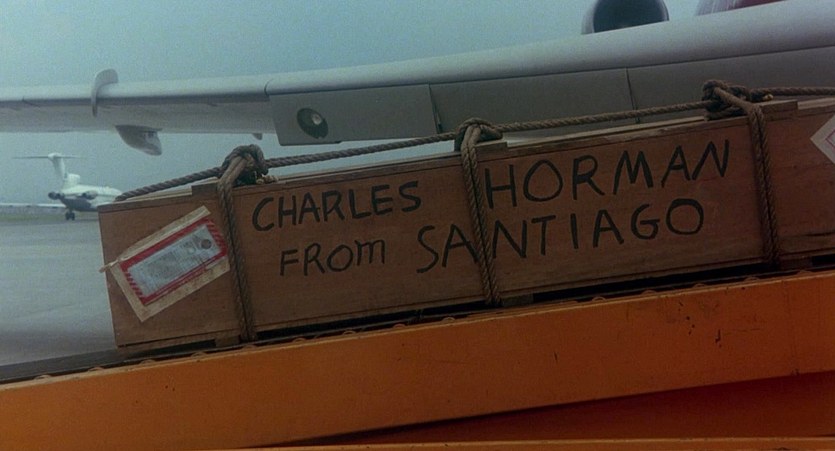 CHARLES HORMAN
FROM SANTIAGO